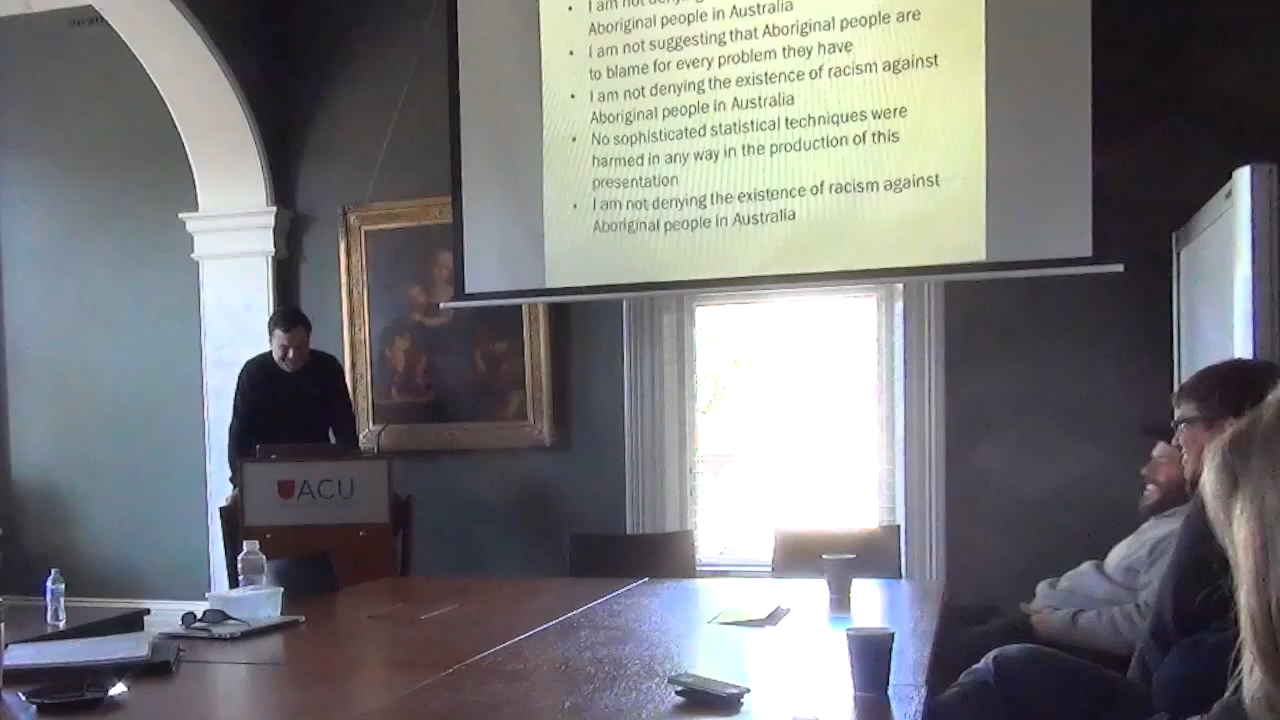 • I am not denying
Aboriginal people in Australia
• I am not suggesting that Aboriginal people are
to blame for every problem they have
• I am not denying the existence of racism against
Aboriginal people in Australia
• No sophisticated statistical techniques were
harmed in any way in the production of this
presentation
• I am not denying the existence of racism against
Aboriginal people in Australia
ACU